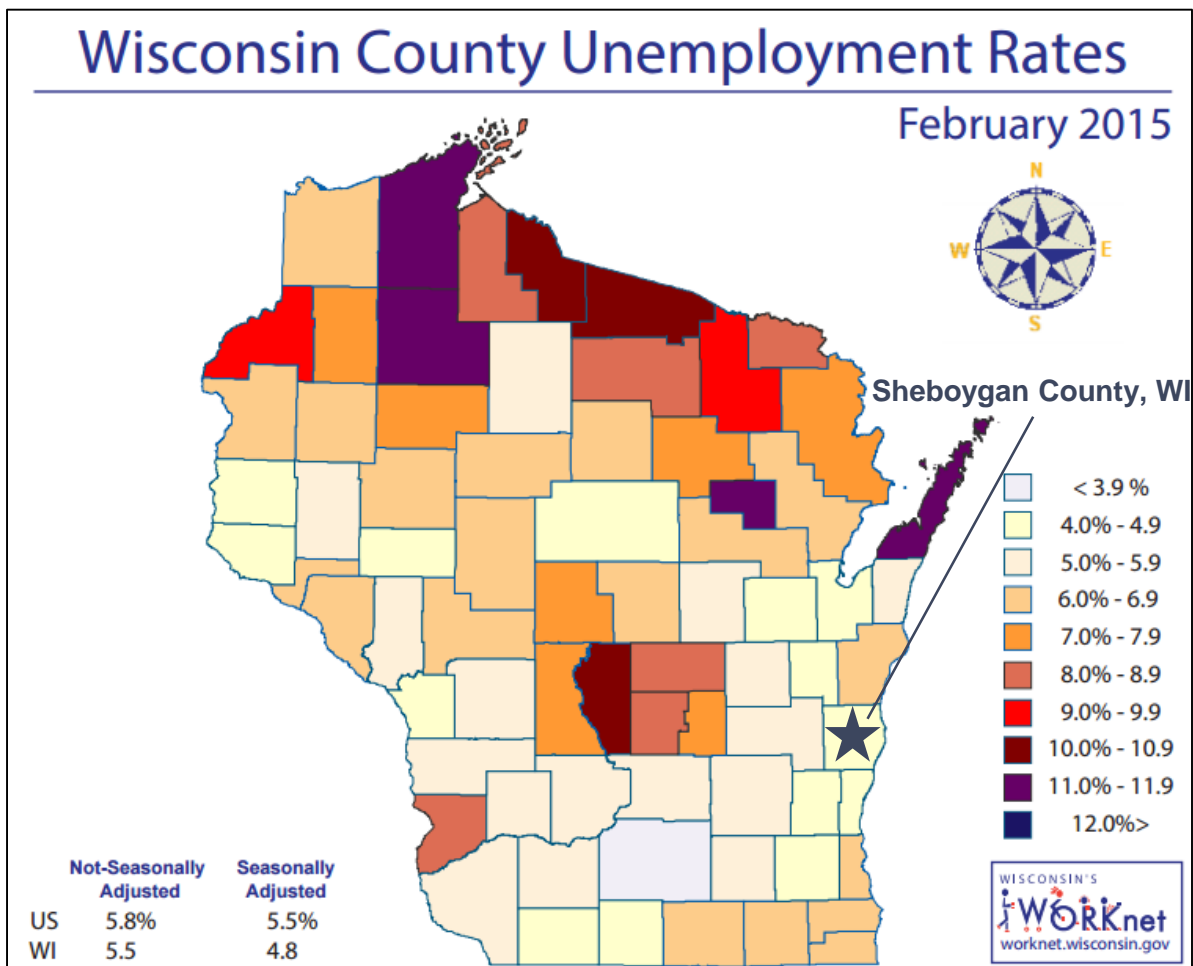 Wisconsin County Unemployment Rates
February 2015
N
W E
S
Sheboygan County, WI
< 3.9 %
4.0% - 4.9
5.0% - 5.9
6.0% - 6.9
7.0% - 7.9
8.0% - 8.9
9.0% - 9.9
10.0% - 10.9
11.0% - 11.9
12.0%>
Not-Seasonally Seasonally
Adjusted Adjusted
US 5.8% 5.5%
WI 5.5 4.8
WISCONSIN'S
WORKnet
worknet.wisconsin.gov